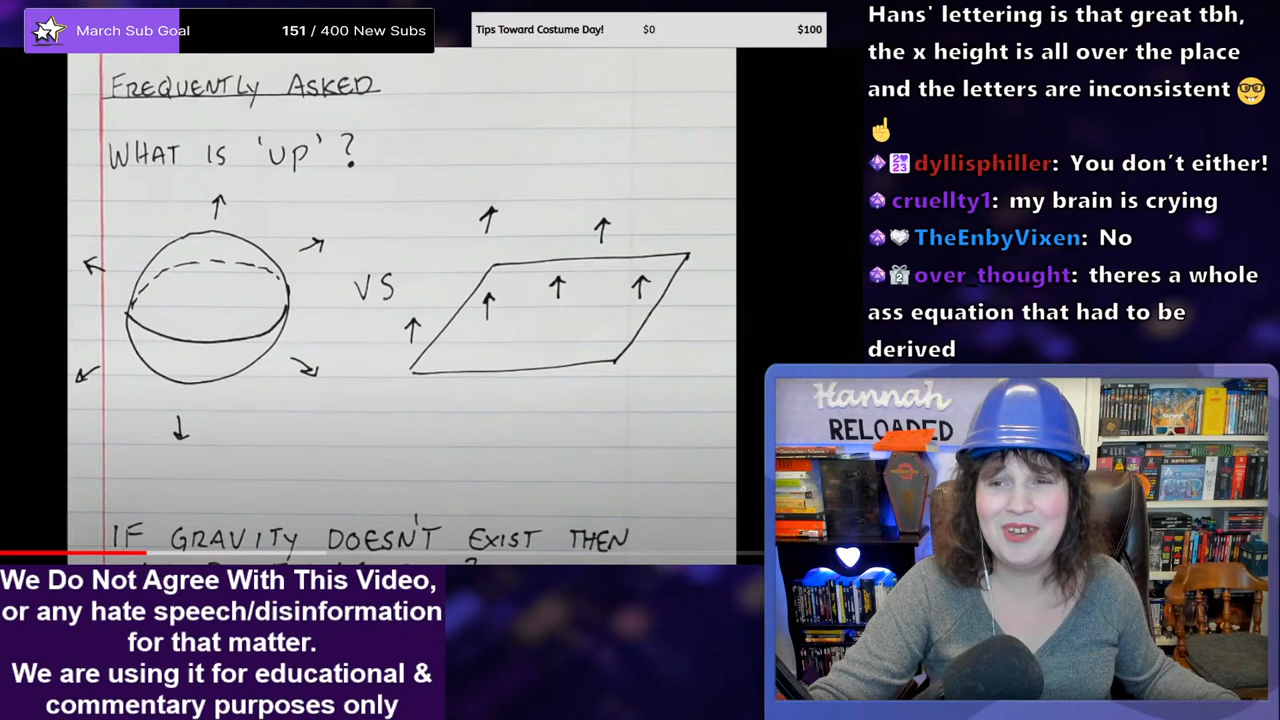 March Sub Goal
151 / 400 New Subs
Tips Toward Costume Day!
$0
$100
FREQUENTLY ASKED
WHAT IS 'UP'?
VS
IF GRAVITY DOESN'T EXIST THEN
Hans' lettering is that great tbh,
the x height is all over the place
and the letters are inconsistent 🤓
☝️
dyllisphiller: You don't either!
cruellty1: my brain is crying
TheEnbyVixen: No
over_thought: theres a whole
ass equation that had to be
derived
Hannah
RELOADED
We Do Not Agree With This Video,
or any hate speech/disinformation
for that matter.
We are using it for educational &
commentary purposes only